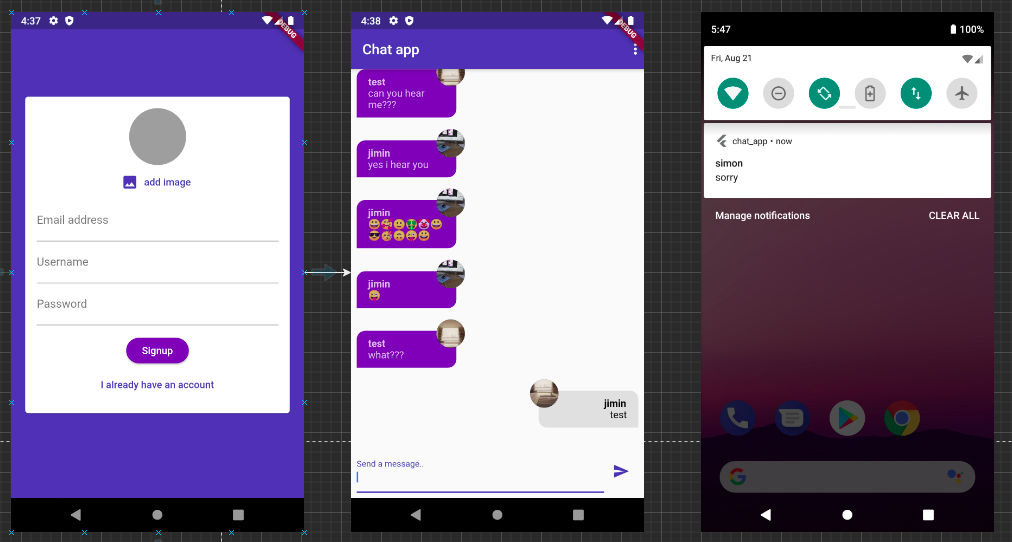 4:37
DEBUG
add image
Email address
Username
Password
Signup
I already have an account
4:38
DEBUG
Chat app
test
can you hear
me???
jimin
yes i hear you
jimin
😀🥰🙂🤑🤡😀
😎🥳🙃😄😛😀
jimin
😄
test
what???
jimin
test
Send a message..
5:47
100%
Fri, Aug 21
chat_app • now
simon
sorry
Manage notifications
CLEAR ALL
G